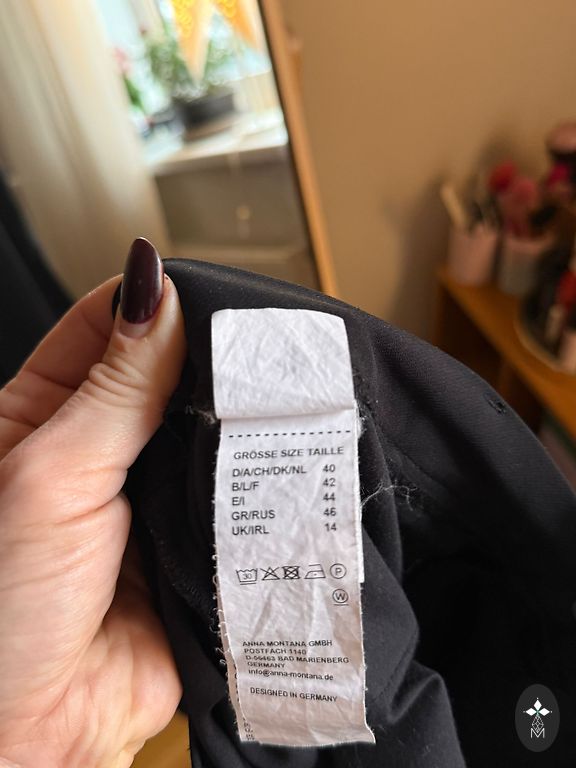 GRÖSSE SIZE TAILLE
D/A/CH/DK/NL 40
B/L/F 42
E/I 44
GR/RUS 46
UK/IRL 14
30 P
W
ANNA MONTANA GMBH
POSTFACH 1140
D-56463 BAD MARIENBERG
GERMANY
info@anna-montana.de
DESIGNED IN GERMANY